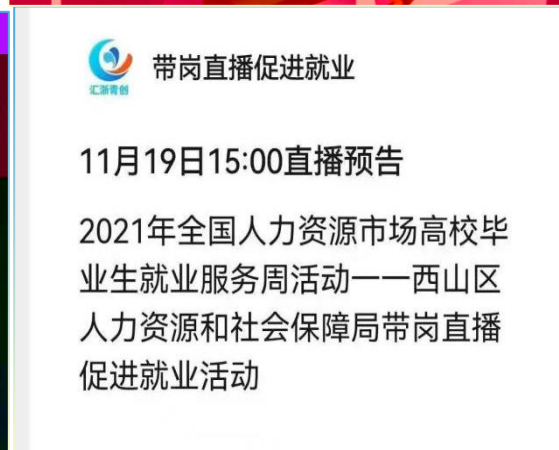 汇浙青创
带岗直播促进就业
11月19日15:00直播预告
2021年全国人力资源市场高校毕
业生就业服务周活动一一西山区
人力资源和社会保障局带岗直播
促进就业活动